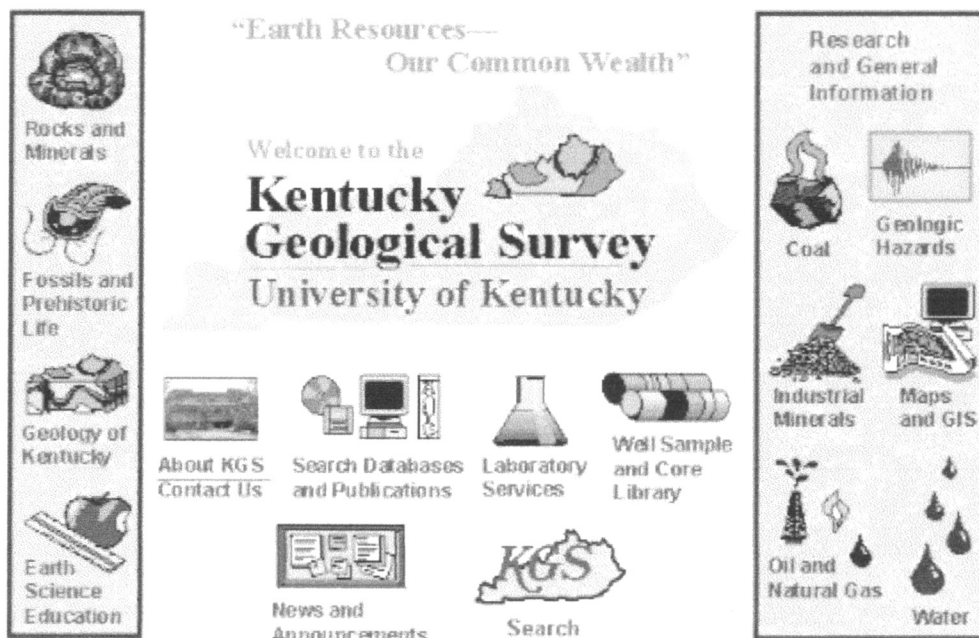 Rocks and
Minerals
Fossils and
Prehistoric
Life
Geology of
Kentucky
Earth
Science
Education
“Earth Resources—
Our Common Wealth”
Welcome to the
Kentucky
Geological Survey
University of Kentucky
About KGS
Contact Us
Search Databases
and Publications
Laboratory
Services
Well Sample
and Core
Library
News and
Announcements
KGS
Search
Research
and General
Information
Coal
Geologic
Hazards
Industrial
Minerals
Maps
and GIS
Oil and
Natural Gas
Water